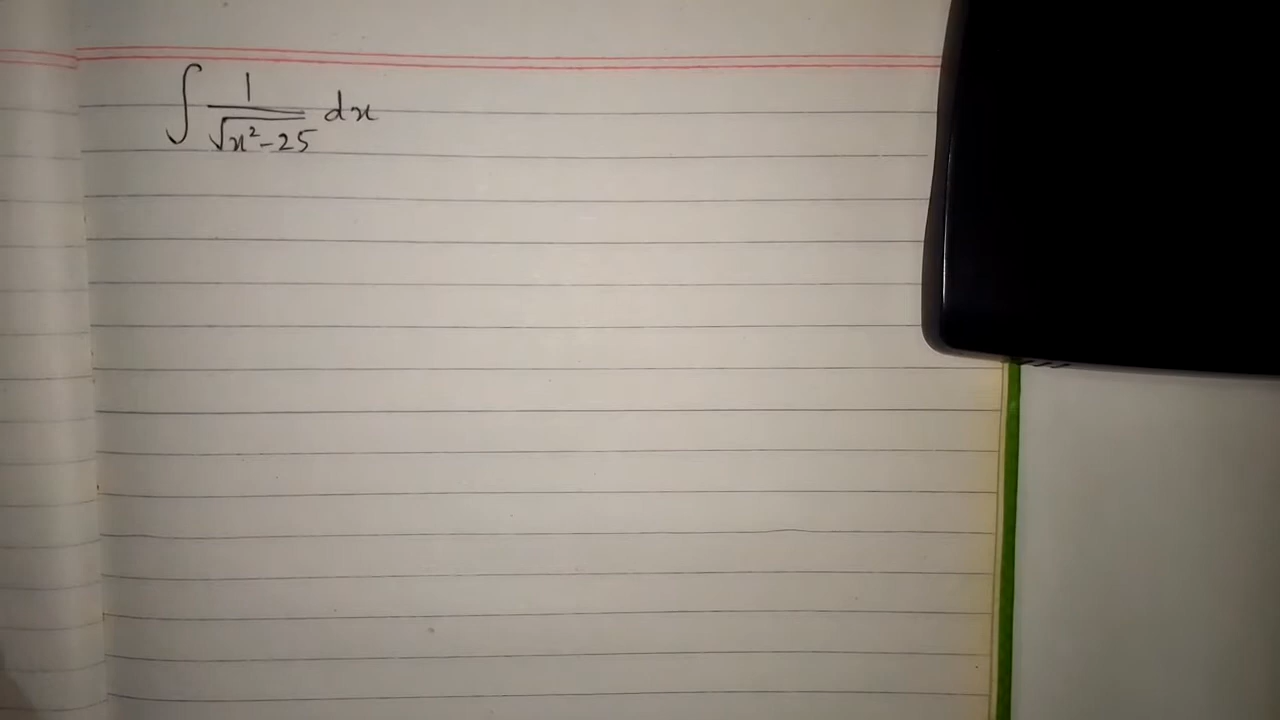 ∫ 1/√(x²-25) dx